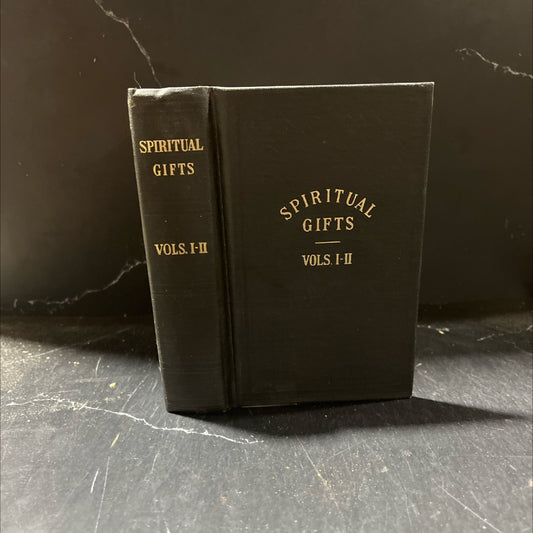 SPIRITUAL
GIFTS
VOLS. I-II
SPIRITUAL
GIFTS
VOLS. I-II